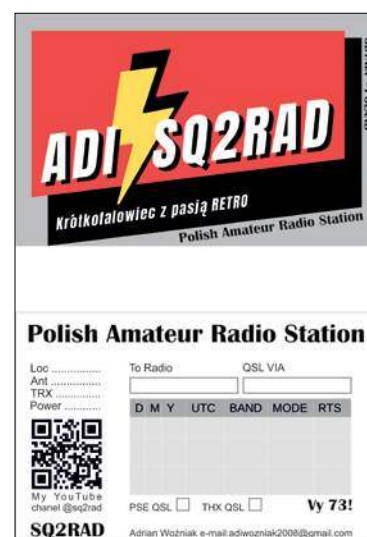 ADI SQ2RAD
Krótkofalowiec z pasją RETRO
Polish Amateur Radio Station
Polish Amateur Radio Station
Loc ................
Ant ................
TRX ................
Power ...........
To Radio
QSL VIA
D M Y UTC BAND MODE RTS
My YouTube
chanel @sq2rad
PSE QSL
THX QSL
Vy 73!
SQ2RAD
Adrian Woźniak e-mail:adiwozniak2008@gmail.com